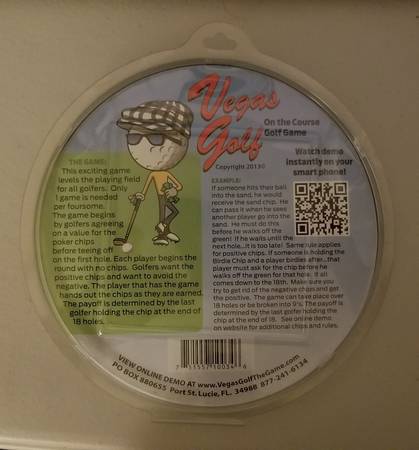 Vegas
Golf
On the Course
Golf Game
Copyright 2013©
Watch demo
instantly on your
smart phone!
THE GAME:
This exciting game
levels the playing field
for all golfers. Only
1 game is needed
per foursome.
The game begins
by golfers agreeing
on a value for the
poker chips
before teeing off
on the first hole. Each player begins the
round with no chips. Golfers want the
positive chips and want to avoid the
negative. The player that has the game
hands out the chips as they are earned.
The payoff is determined by the last
golfer holding the chip at the end of
18 holes.
EXAMPLE:
If someone hits their ball
into the sand, he would
receive the sand chip. He
can pass it when he sees
another player go into the
sand. He must do this
before he walks off the
green! If he waits until the
next hole...it is too late! Same rule applies
for positive chips. If someone is holding the
Birdie Chip and a player birdies after...that
player must ask for the chip before he
walks off the green for that hole. It all
comes down to the 18th. Make sure you
try to get rid of the negative chips and get
the positive. The game can take place over
18 holes or be broken into 9's. The payoff is
determined by the last golfer holding
the chip at the end of 18. See online demo
on website for additional chips and rules.
VIEW ONLINE DEMO AT www.VegasGolfTheGame.com
PO BOX 880655 Port St. Lucie, FL. 34988 877-241-6134